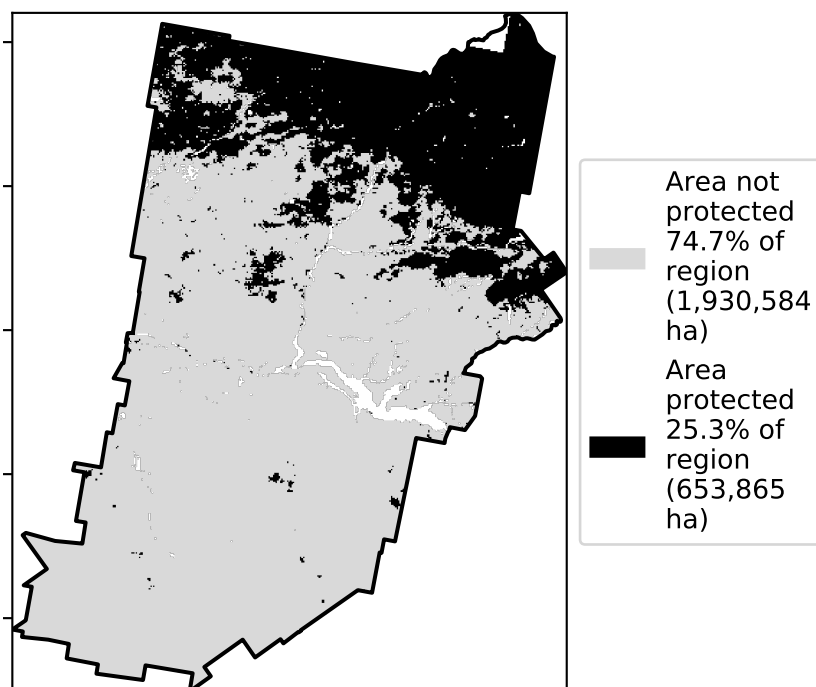 Area not
protected
74.7% of
region
(1,930,584
ha)
Area
protected
25.3% of
region
(653,865
ha)